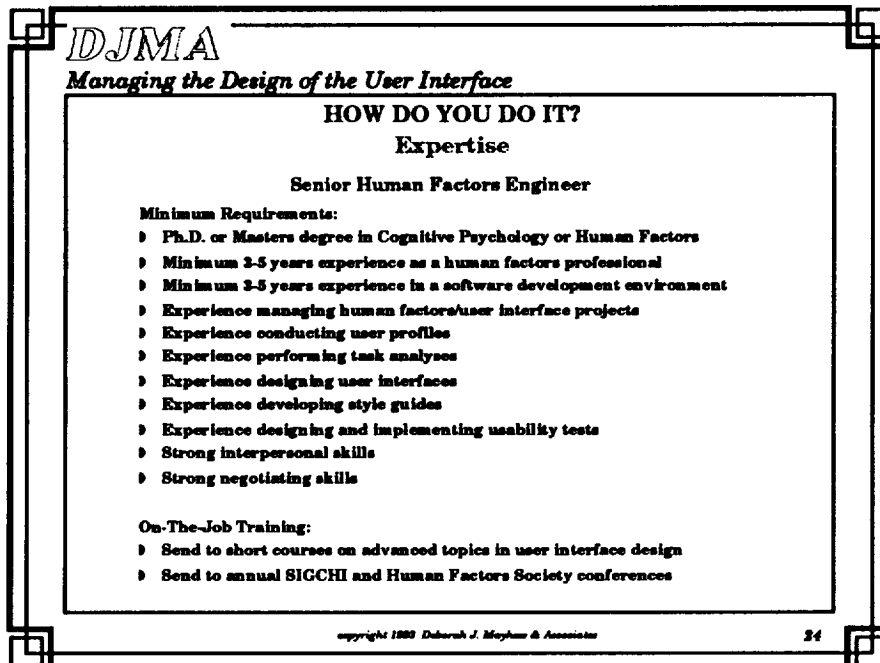 DJMA
Managing the Design of the User Interface
HOW DO YOU DO IT?
Expertise
Senior Human Factors Engineer
Minimum Requirements:
Ph.D. or Masters degree in Cognitive Psychology or Human Factors
Minimum 3-5 years experience as a human factors professional
Minimum 3-5 years experience in a software development environment
Experience managing human factors/user interface projects
Experience conducting user profiles
Experience performing task analyses
Experience designing user interfaces
Experience developing style guides
Experience designing and implementing usability tests
Strong interpersonal skills
Strong negotiating skills
On-The-Job Training:
Send to short courses on advanced topics in user interface design
Send to annual SIGCHI and Human Factors Society conferences
copyright Deborah J. Mayhew & Associates
24